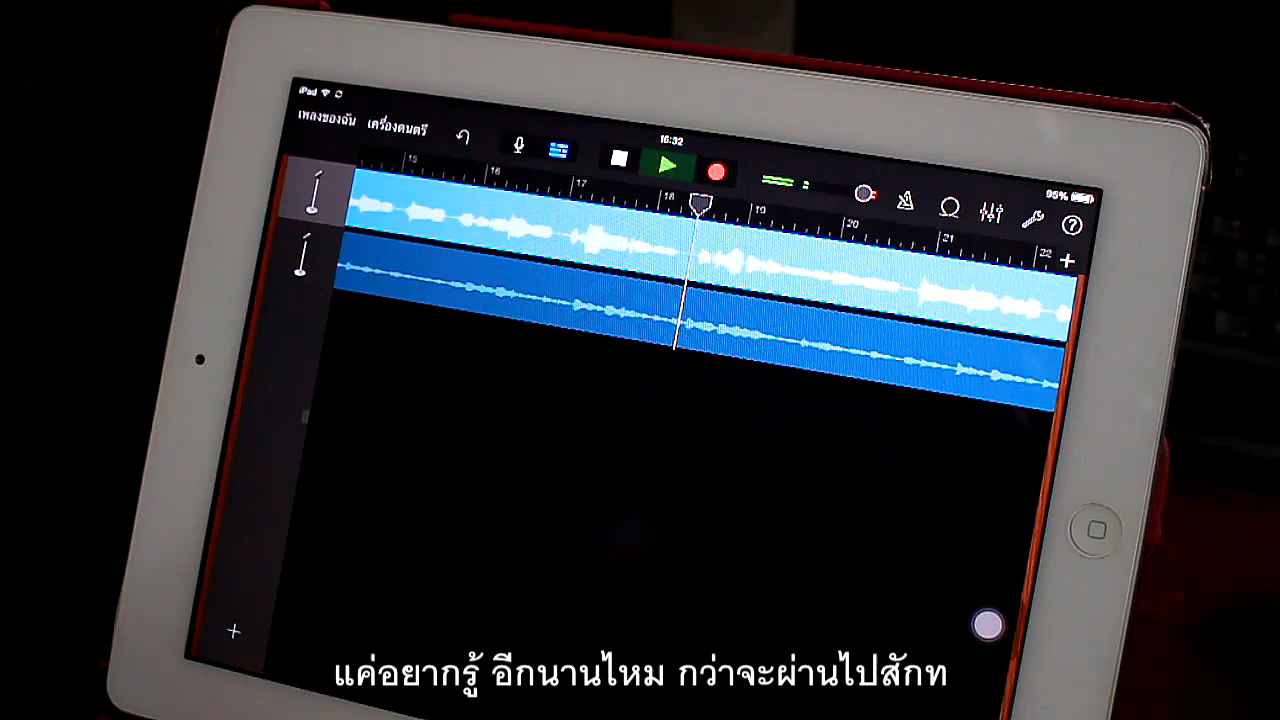 iPad
เพลงของฉัน เครื่องดนตรี
16:32
95%
15 16 17 18 19 20 21 22
แค่อยากรู้ อีกนานไหม กว่าจะผ่านไปสักท